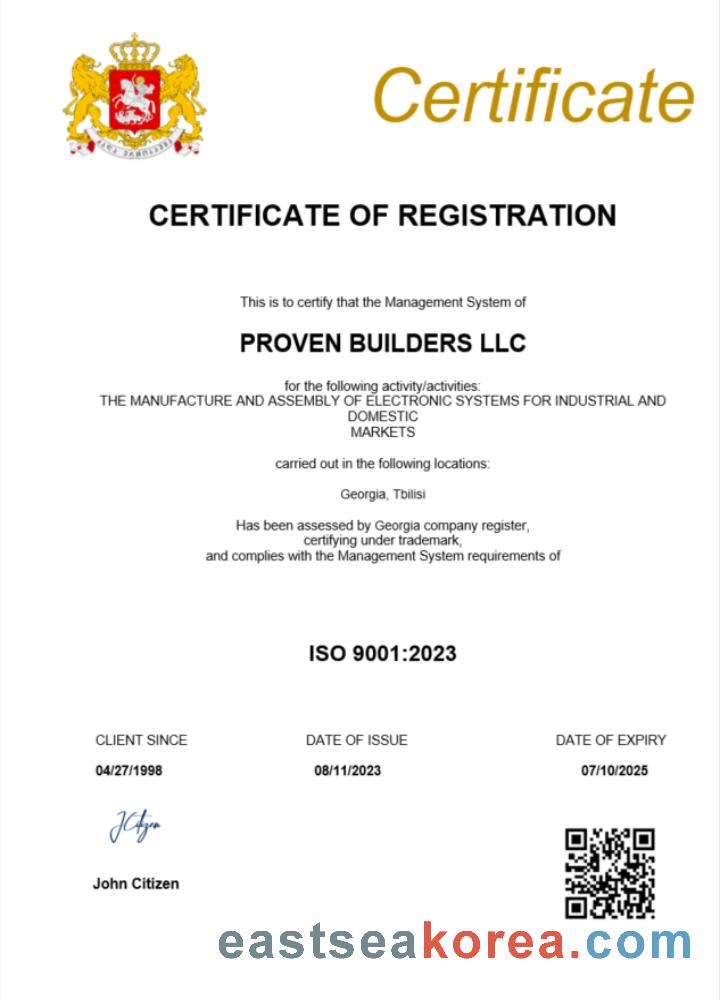 Certificate
CERTIFICATE OF REGISTRATION
This is to certify that the Management System of
PROVEN BUILDERS LLC
for the following activity/activities:
THE MANUFACTURE AND ASSEMBLY OF ELECTRONIC SYSTEMS FOR INDUSTRIAL AND
DOMESTIC
MARKETS
carried out in the following locations:
Georgia, Tbilisi
Has been assessed by Georgia company register,
certifying under trademark,
and complies with the Management System requirements of
ISO 9001:2023
CLIENT SINCE DATE OF ISSUE DATE OF EXPIRY
04/27/1998 08/11/2023 07/10/2025
JCitizen
John Citizen
eastseakorea.com